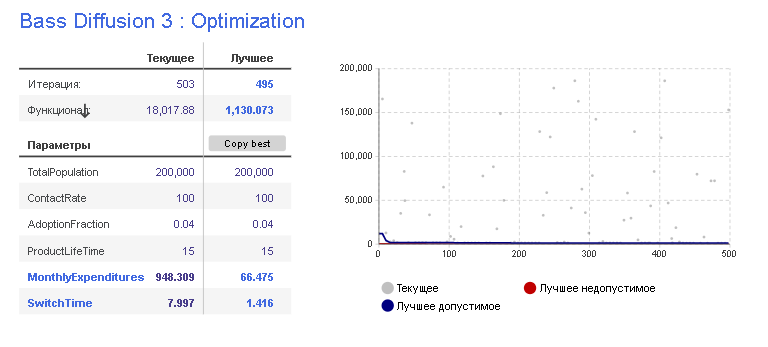 Bass Diffusion 3 : Optimization
Текущее Лучшее
Итерация: 503 495
Функционал: 18,017.88 1,130.073
Параметры Copy best
TotalPopulation 200,000 200,000
ContactRate 100 100
AdoptionFraction 0.04 0.04
ProductLifeTime 15 15
MonthlyExpenditures 948.309 66.475
SwitchTime 7.997 1.416
200,000
150,000
100,000
50,000
0
0 100 200 300 400 500
Текущее Лучшее недопустимое
Лучшее допустимое